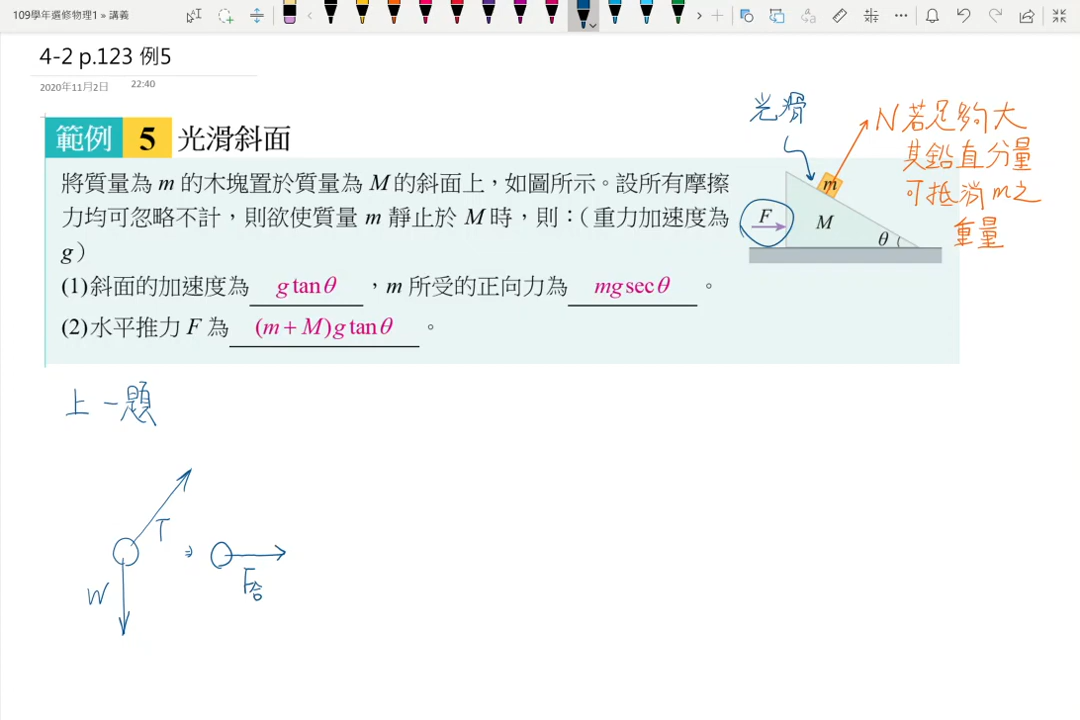 109學年選修物理1 » 講義
4-2 p.123 例5
2020年11月2日 22:40
範例 5 光滑斜面
將質量為 m 的木塊置於質量為 M 的斜面上，如圖所示。設所有摩擦
力均可忽略不計，則欲使質量 m 靜止於 M 時，則：（重力加速度為
g）
(1)斜面的加速度為 g tanθ ，m 所受的正向力為 mg secθ 。
(2)水平推力 F 為 (m + M)g tanθ 。
光滑
m
F
M
θ
N若足夠大
其鉛直分量
可抵消m之
重量
上一題
T
W
⇒
F合